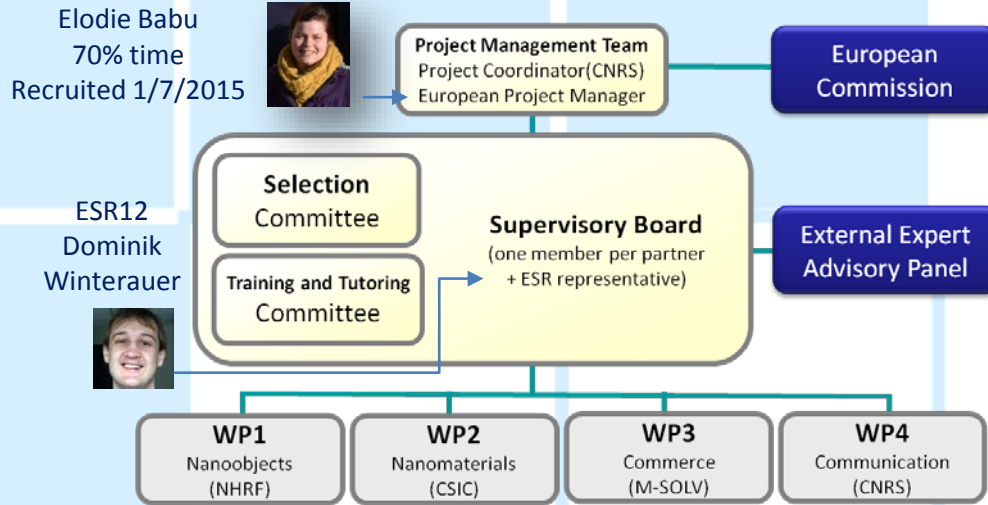 Elodie Babu
70% time
Recruited 1/7/2015
Project Management Team
Project Coordinator(CNRS)
European Project Manager
European
Commission
Selection
Committee
Training and Tutoring
Committee
Supervisory Board
(one member per partner
+ ESR representative)
External Expert
Advisory Panel
ESR12
Dominik
Winterauer
WP1
Nanoobjects
(NHRF)
WP2
Nanomaterials
(CSIC)
WP3
Commerce
(M-SOLV)
WP4
Communication
(CNRS)